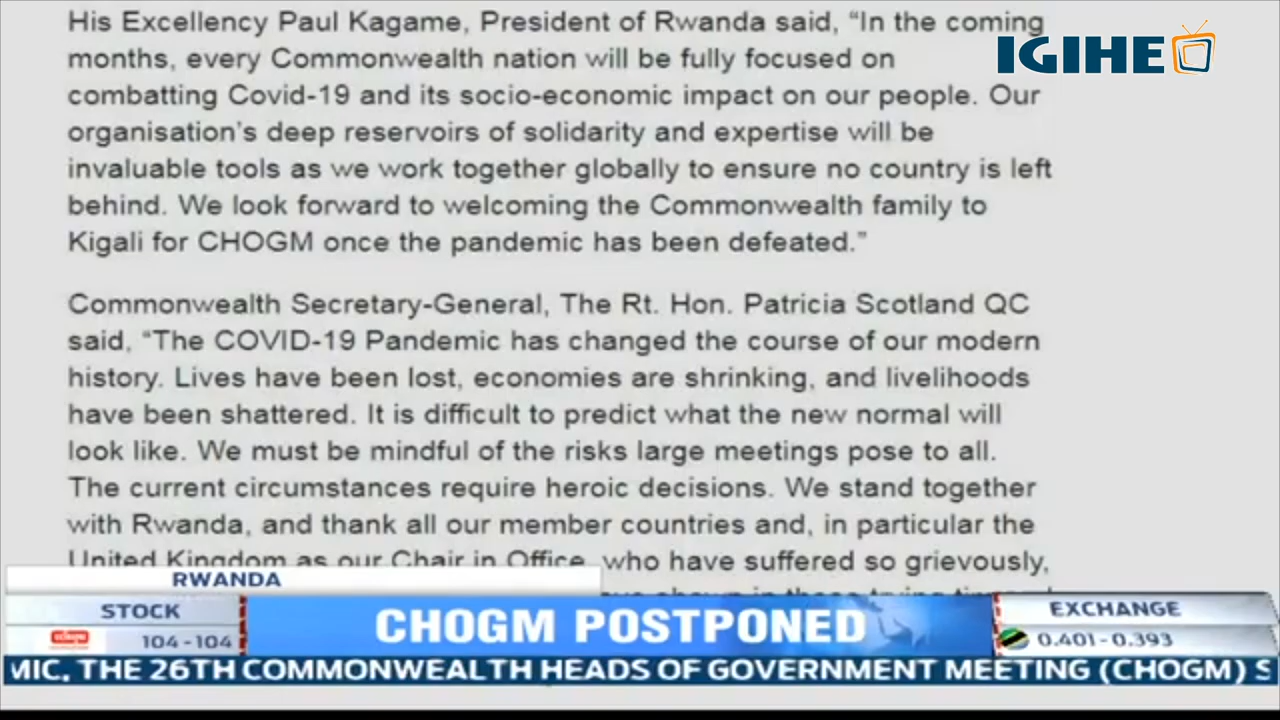 His Excellency Paul Kagame, President of Rwanda said, “In the coming
months, every Commonwealth nation will be fully focused on
combatting Covid-19 and its socio-economic impact on our people. Our
organisation’s deep reservoirs of solidarity and expertise will be
invaluable tools as we work together globally to ensure no country is left
behind. We look forward to welcoming the Commonwealth family to
Kigali for CHOGM once the pandemic has been defeated.”
IGIHE
Commonwealth Secretary-General, The Rt. Hon. Patricia Scotland QC
said, “The COVID-19 Pandemic has changed the course of our modern
history. Lives have been lost, economies are shrinking, and livelihoods
have been shattered. It is difficult to predict what the new normal will
look like. We must be mindful of the risks large meetings pose to all.
The current circumstances require heroic decisions. We stand together
with Rwanda, and thank all our member countries and, in particular the
United Kingdom as our Chair in Office, who have suffered so grievously,
RWANDA
STOCK
104-104
CHOGM POSTPONED
EXCHANGE
0.401-0.393
MIC, THE 26TH COMMONWEALTH HEADS OF GOVERNMENT MEETING (CHOGM) S